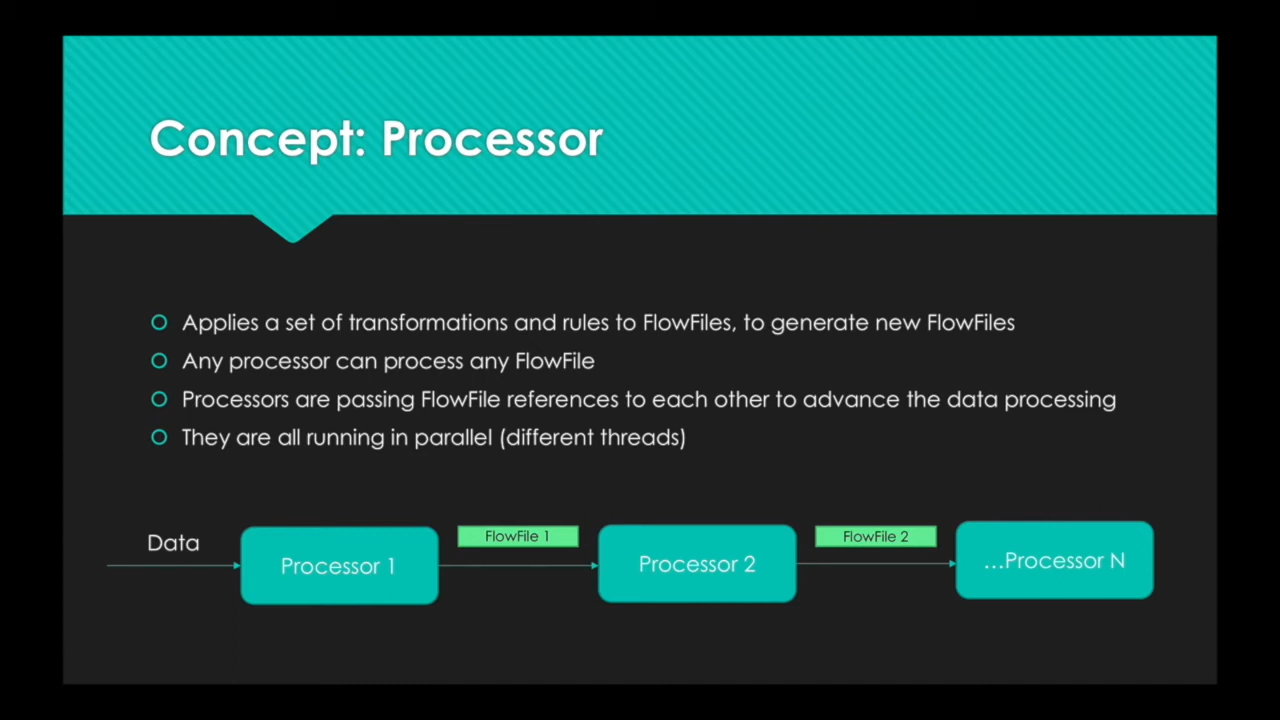 Concept: Processor
Applies a set of transformations and rules to FlowFiles, to generate new FlowFiles
Any processor can process any FlowFile
Processors are passing FlowFile references to each other to advance the data processing
They are all running in parallel (different threads)
Data
Processor 1
FlowFile 1
Processor 2
FlowFile 2
...Processor N